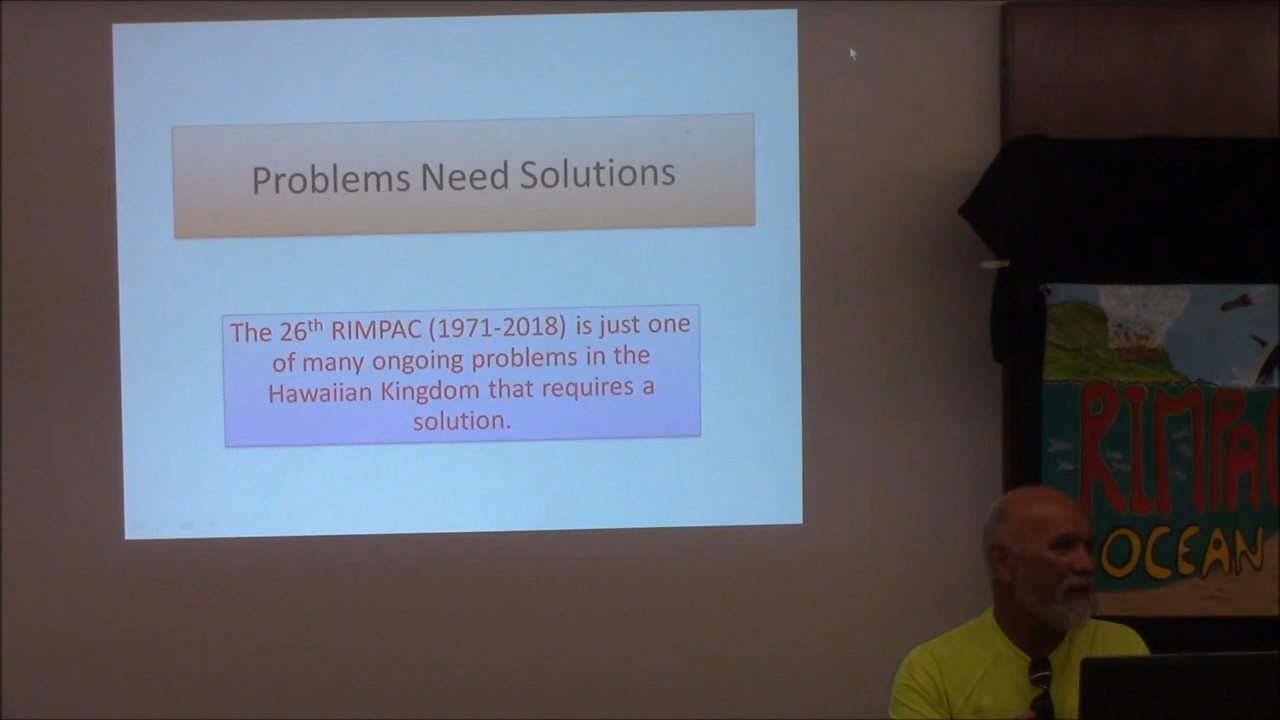 Problems Need Solutions
The 26th RIMPAC (1971-2018) is just one
of many ongoing problems in the
Hawaiian Kingdom that requires a
solution.
RIMPAC
OCEAN